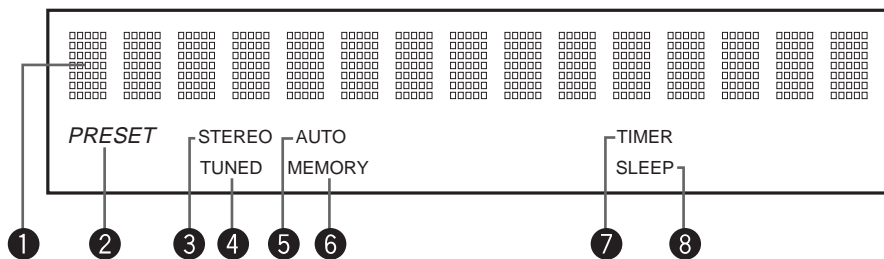 PRESET STEREO AUTO TIMER
TUNED MEMORY SLEEP
1 2 3 4 5 6 7 8